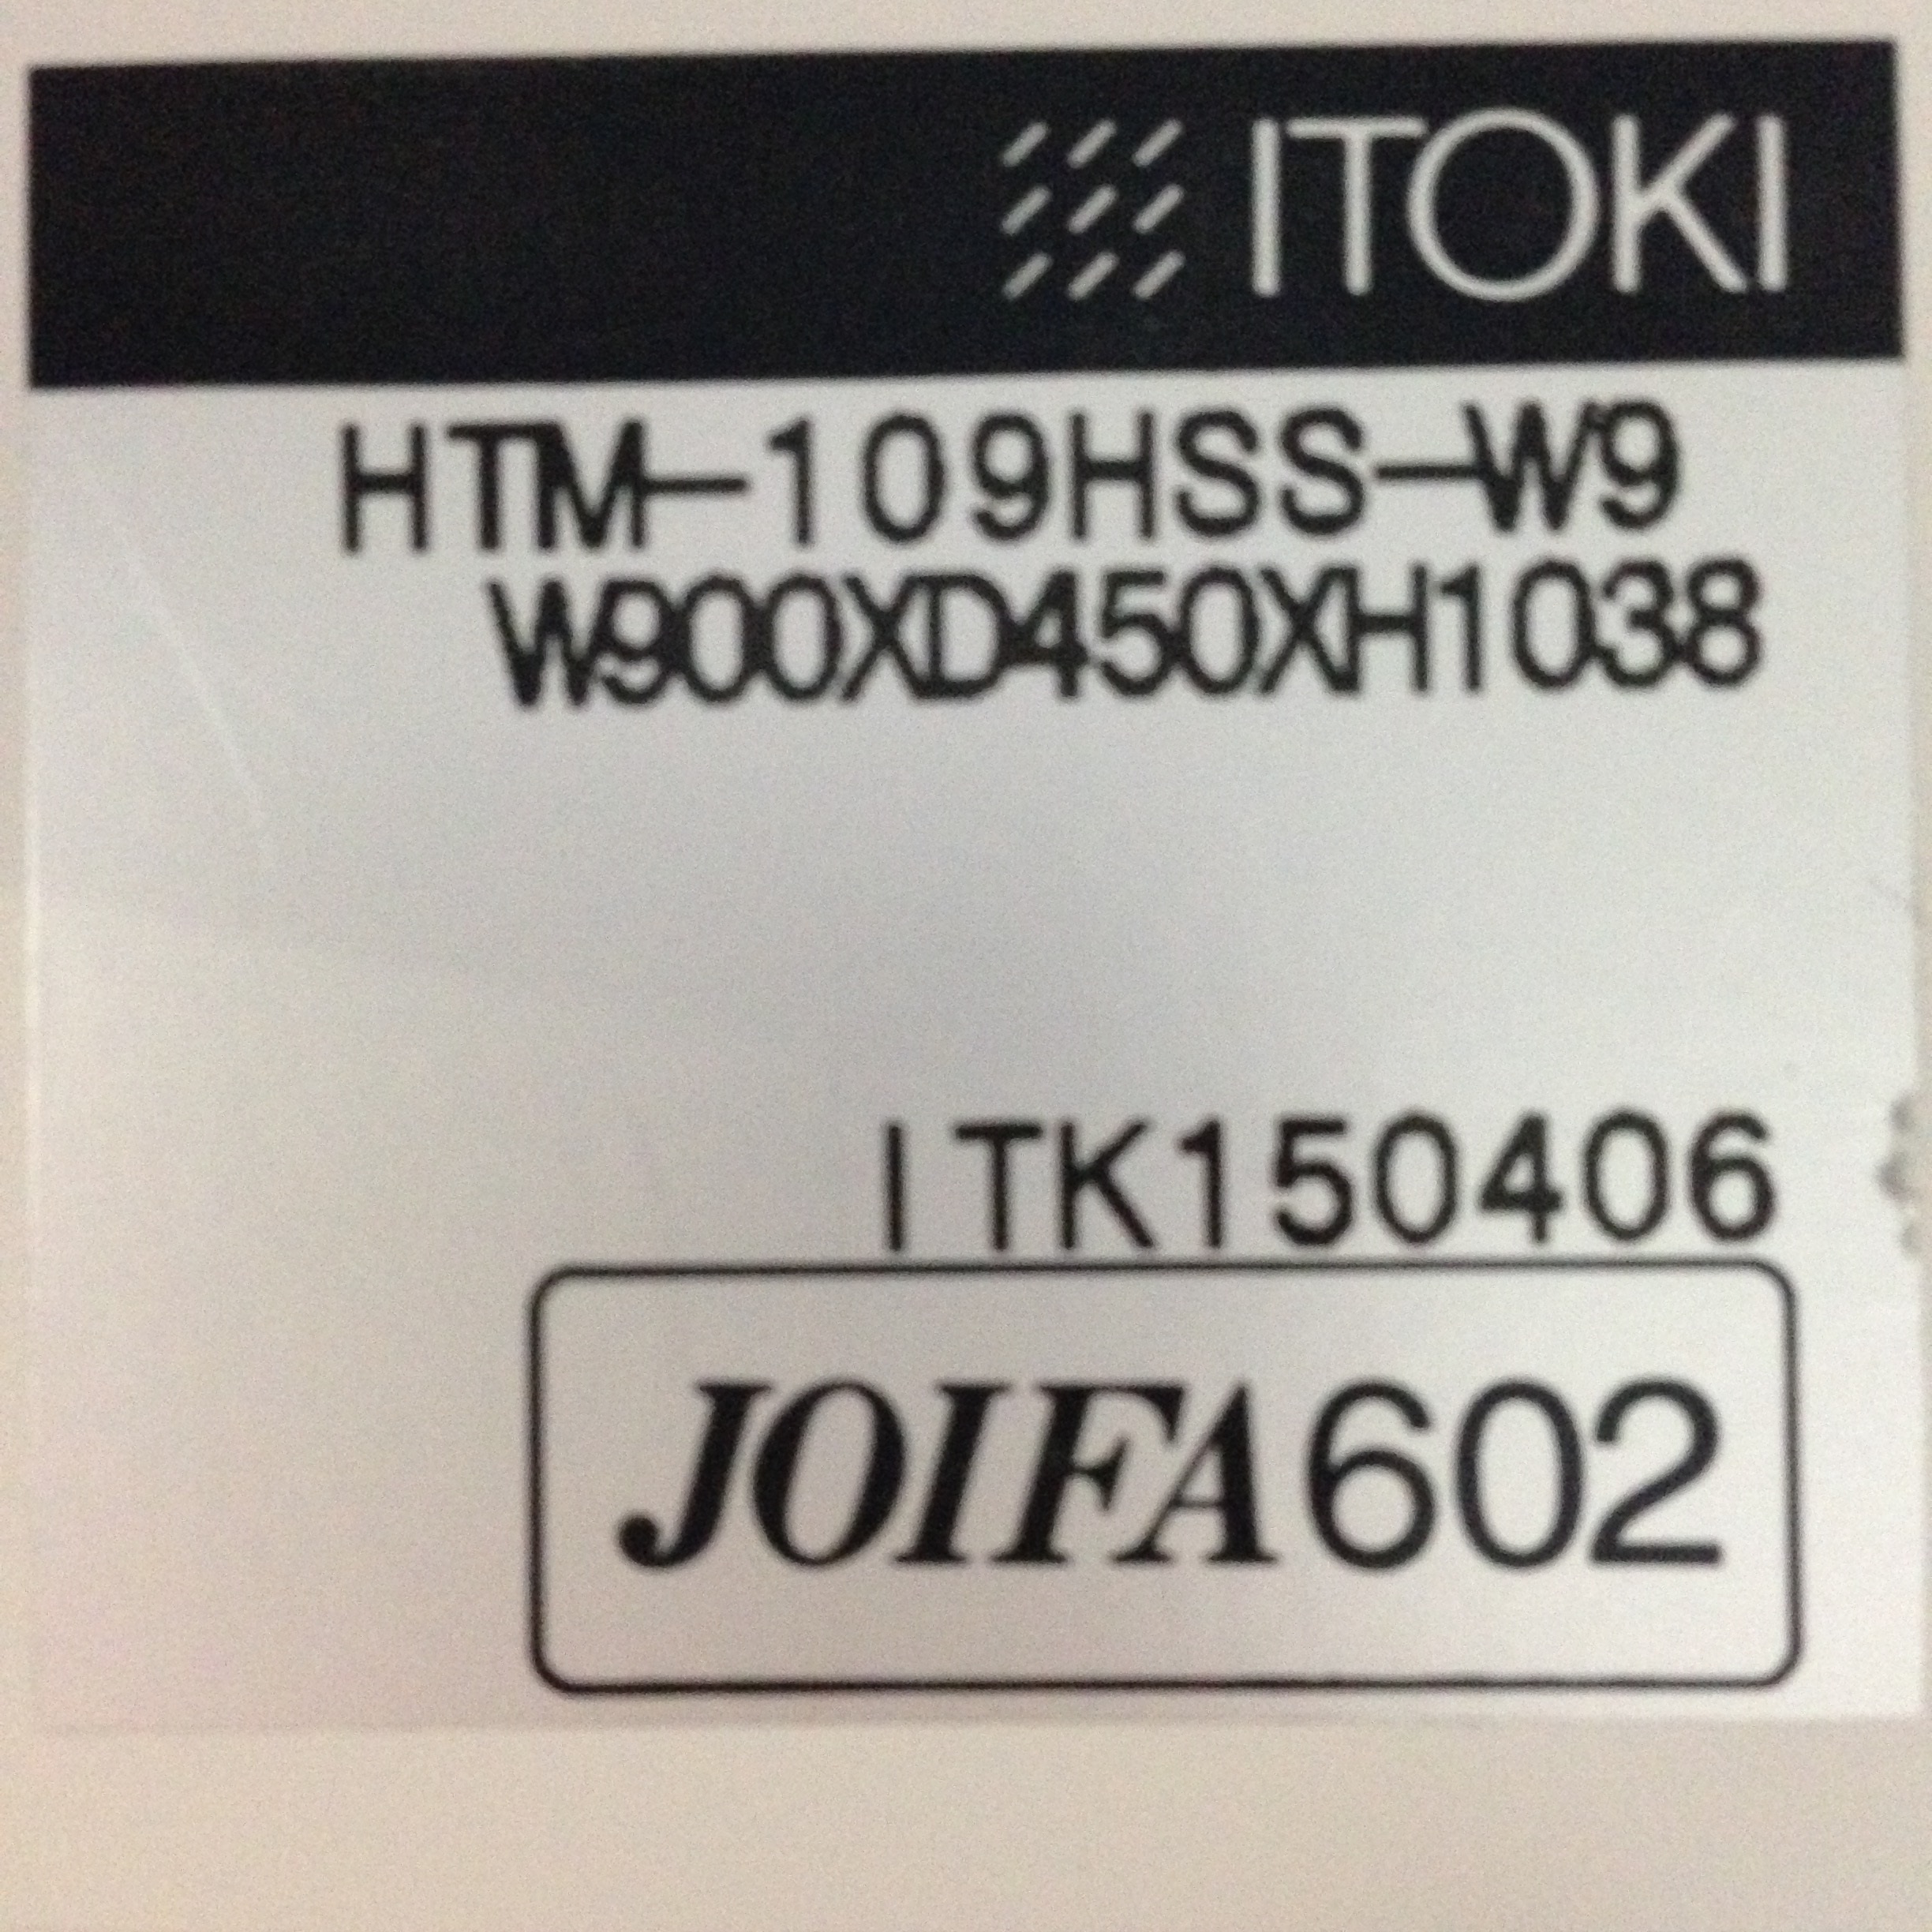 ITOKI
HTM-109HSS-W9
W900XD450XH1038
ITK150406
JOIFA602